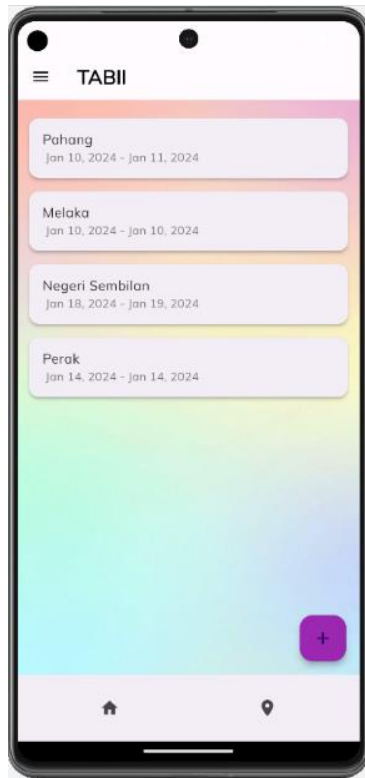 TABII
Pahang
Jan 10, 2024 - Jan 11, 2024
Melaka
Jan 10, 2024 - Jan 10, 2024
Negeri Sembilan
Jan 18, 2024 - Jan 19, 2024
Perak
Jan 14, 2024 - Jan 14, 2024
+